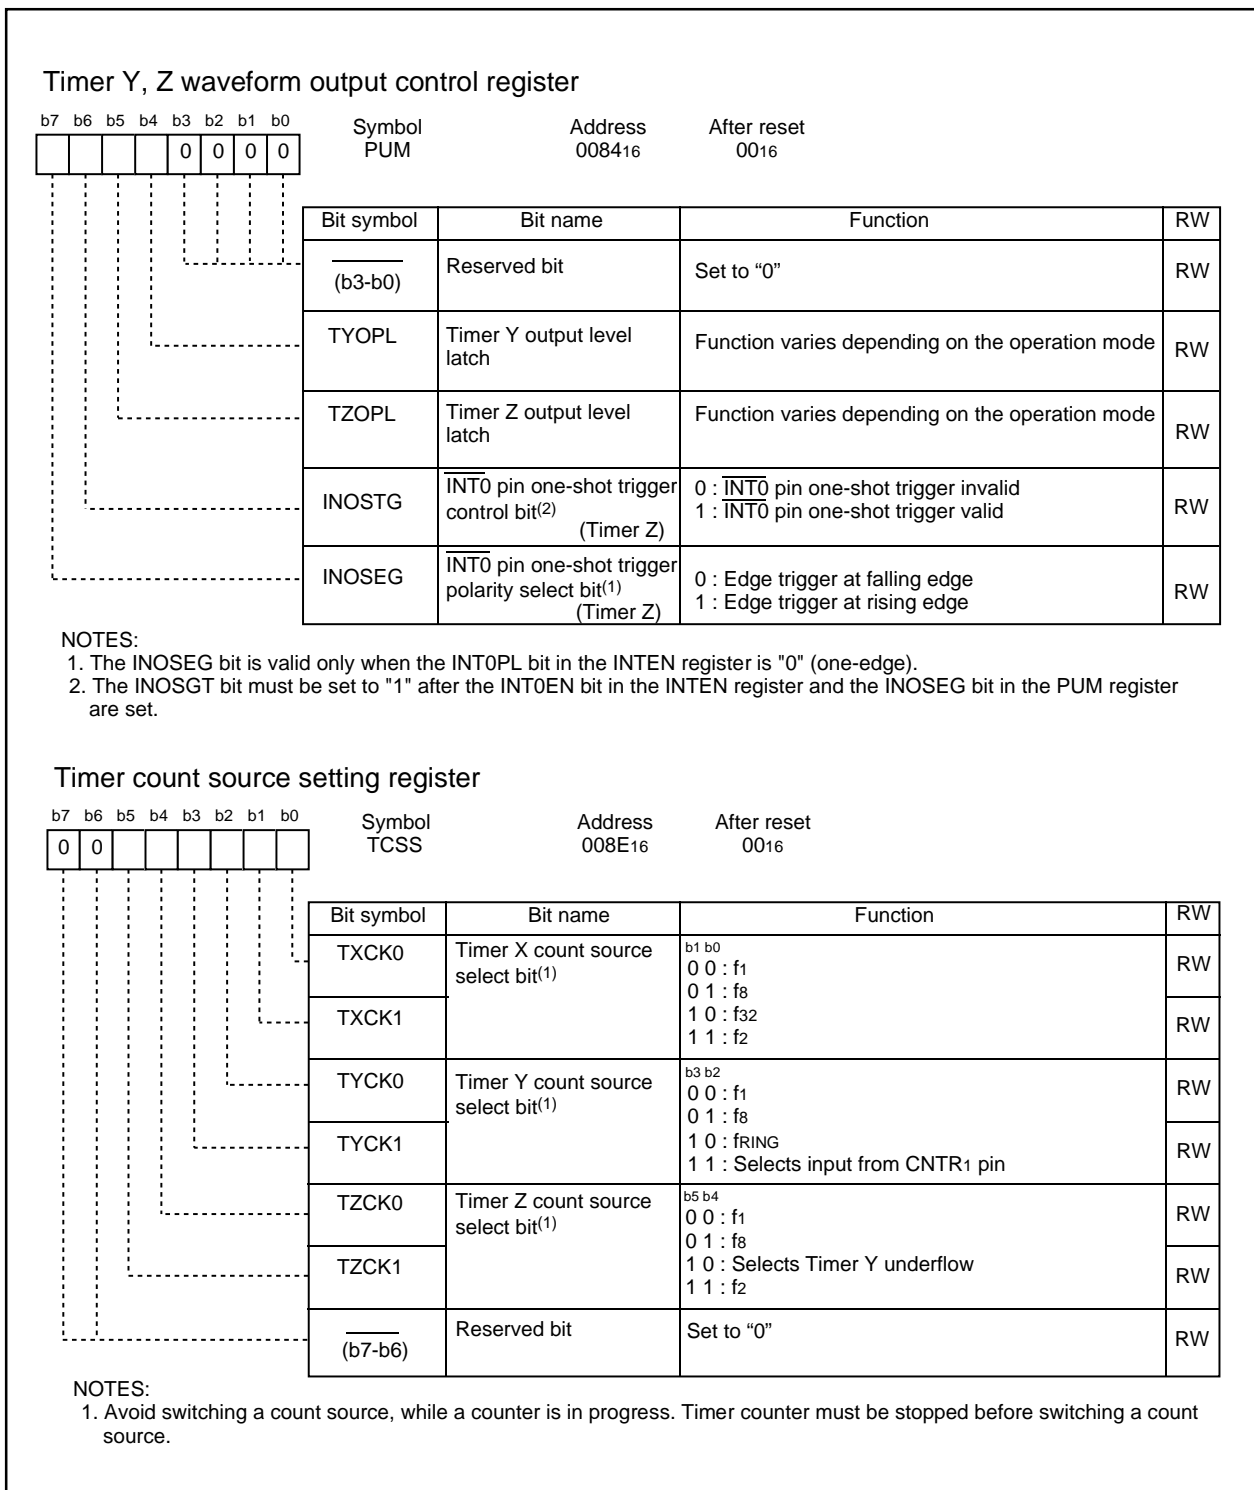 Timer Y, Z waveform output control register
b7 b6 b5 b4 b3 b2 b1 b0
0 0 0 0
Symbol Address After reset
PUM 008416 0016
Bit symbol Bit name Function RW
(b3-b0) Reserved bit Set to “0” RW
TYOPL Timer Y output level latch Function varies depending on the operation mode RW
TZOPL Timer Z output level latch Function varies depending on the operation mode RW
INOSTG INT0 pin one-shot trigger control bit(2) (Timer Z) 0 : INT0 pin one-shot trigger invalid
1 : INT0 pin one-shot trigger valid RW
INOSEG INT0 pin one-shot trigger polarity select bit(1) (Timer Z) 0 : Edge trigger at falling edge
1 : Edge trigger at rising edge RW
NOTES:
1. The INOSEG bit is valid only when the INT0PL bit in the INTEN register is "0" (one-edge).
2. The INOSGT bit must be set to "1" after the INT0EN bit in the INTEN register and the INOSEG bit in the PUM register
are set.
Timer count source setting register
b7 b6 b5 b4 b3 b2 b1 b0
0 0
Symbol Address After reset
TCSS 008E16 0016
Bit symbol Bit name Function RW
TXCK0 Timer X count source select bit(1) b1 b0
0 0 : f1
0 1 : f8
RW
TXCK1 1 0 : f32
1 1 : f2
RW
TYCK0 Timer Y count source select bit(1) b3 b2
0 0 : f1
0 1 : f8
RW
TYCK1 1 0 : fRING
1 1 : Selects input from CNTR1 pin
RW
TZCK0 Timer Z count source select bit(1) b5 b4
0 0 : f1
0 1 : f8
RW
TZCK1 1 0 : Selects Timer Y underflow
1 1 : f2
RW
(b7-b6) Reserved bit Set to “0” RW
NOTES:
1. Avoid switching a count source, while a counter is in progress. Timer counter must be stopped before switching a count
source.